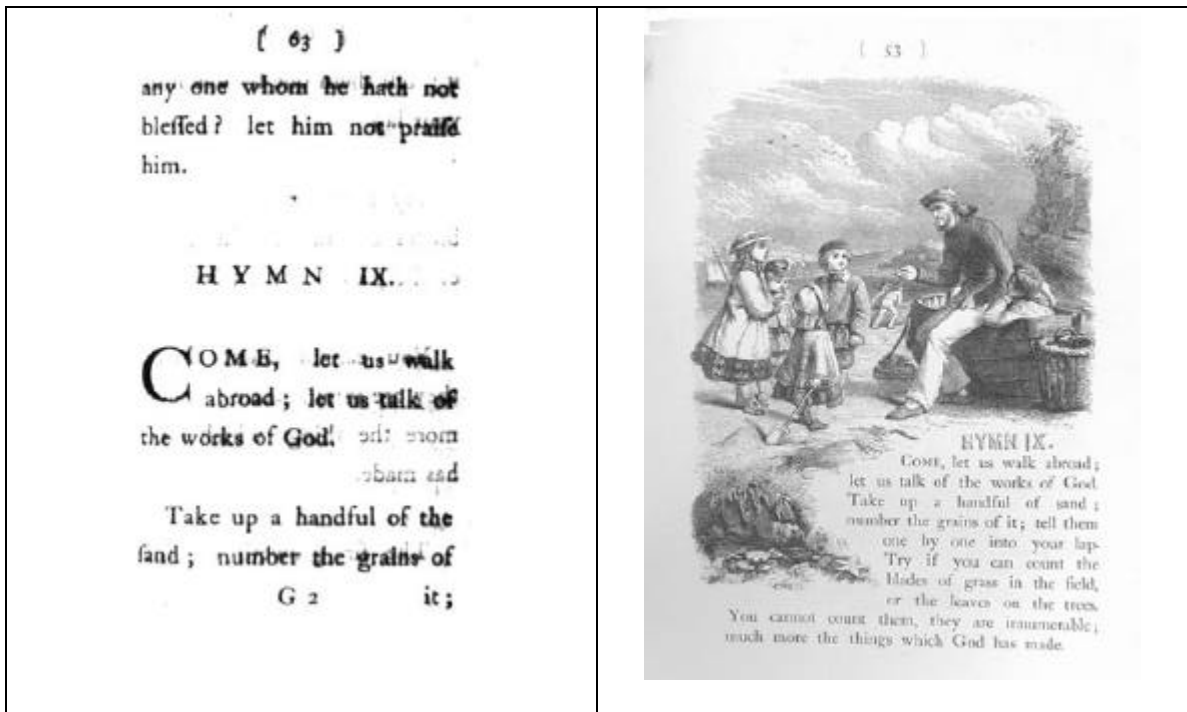 ( 63 )
any one whom he hath not
bleſſed? let him not praiſe
him.
HYMN IX.
COME, let us walk
abroad; let us talk of
the works of God.
Take up a handful of the
ſand; number the grains of
G 2 it;
( 53 )
HYMN IX.
COME, let us walk abroad;
let us talk of the works of God.
Take up a handful of sand;
number the grains of it; tell them
one by one into your lap.
Try if you can count the
blades of grass in the field,
or the leaves on the trees.
You cannot count them, they are innumerable;
much more the things which God has made.